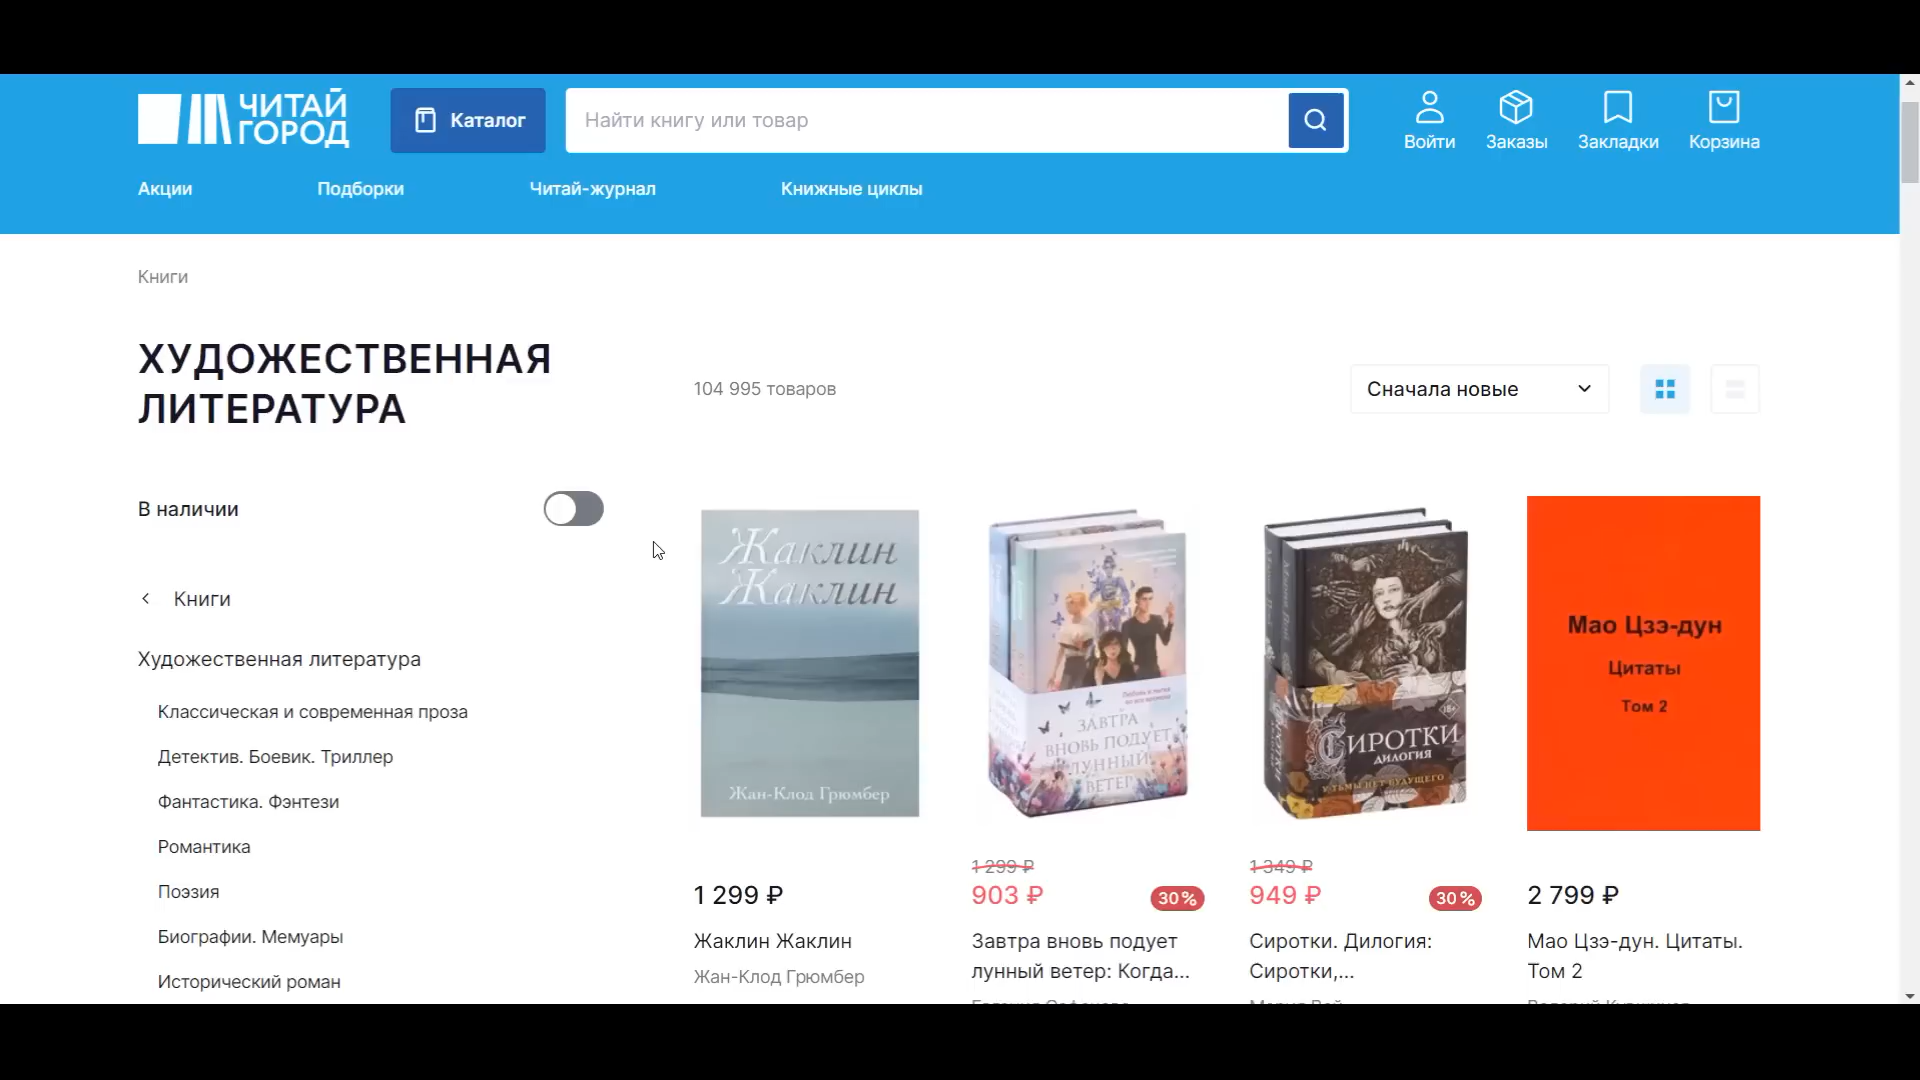 ЧИТАЙ
ГОРОД
Каталог
Найти книгу или товар
Войти
Заказы
Закладки
Корзина
Акции
Подборки
Читай-журнал
Книжные циклы
Книги
ХУДОЖЕСТВЕННАЯ
ЛИТЕРАТУРА
104 995 товаров
Сначала новые
В наличии
Книги
Художественная литература
Классическая и современная проза
Детектив. Боевик. Триллер
Фантастика. Фэнтези
Романтика
Поэзия
Биографии. Мемуары
Исторический роман
Жаклин
Жаклин
Жан-Клод Грюмбер
1 299 ₽
Жаклин Жаклин
Жан-Клод Грюмбер
ЗАВТРА
ВНОВЬ ПОДУЕТ
ЛУННЫЙ
ВЕТЕР
1 299 ₽
903 ₽
30%
Завтра вновь подует
лунный ветер: Когда...
18+
СИРОТКИ
ДИЛОГИЯ
У ТЬМЫ НЕТ БУДУЩЕГО
1 349 ₽
949 ₽
30%
Сиротки. Дилогия:
Сиротки,...
Мао Цзэ-дун
Цитаты
Том 2
2 799 ₽
Мао Цзэ-дун. Цитаты.
Том 2